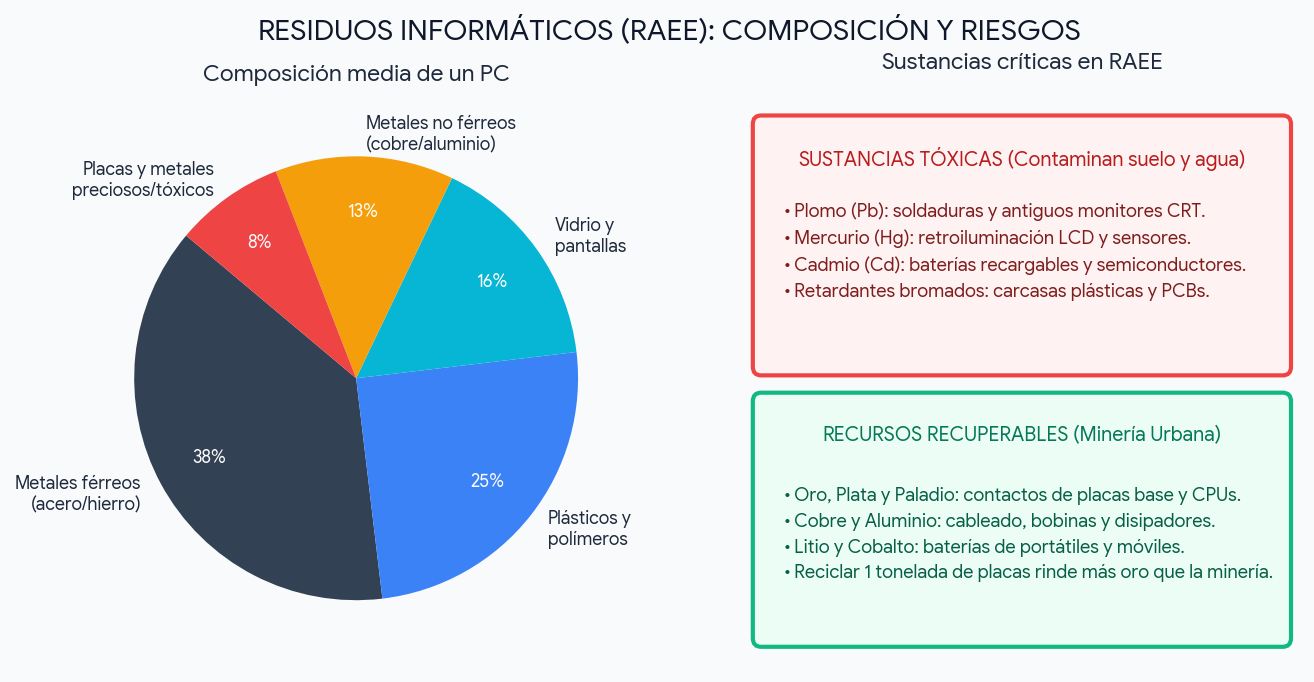 RESIDUOS INFORMÁTICOS (RAEE): COMPOSICIÓN Y RIESGOS
Composición media de un PC
Metales no férreos
(cobre/aluminio)
Placas y metales
preciosos/tóxicos
13%
8%
Vidrio y
pantallas
16%
38%
25%
Metales férreos
(acero/hierro)
Plásticos y
polímeros
Sustancias críticas en RAEE
SUSTANCIAS TÓXICAS (Contaminan suelo y agua)
• Plomo (Pb): soldaduras y antiguos monitores CRT.
• Mercurio (Hg): retroiluminación LCD y sensores.
• Cadmio (Cd): baterías recargables y semiconductores.
• Retardantes bromados: carcasas plásticas y PCBs.
RECURSOS RECUPERABLES (Minería Urbana)
• Oro, Plata y Paladio: contactos de placas base y CPUs.
• Cobre y Aluminio: cableado, bobinas y disipadores.
• Litio y Cobalto: baterías de portátiles y móviles.
• Reciclar 1 tonelada de placas rinde más oro que la minería.